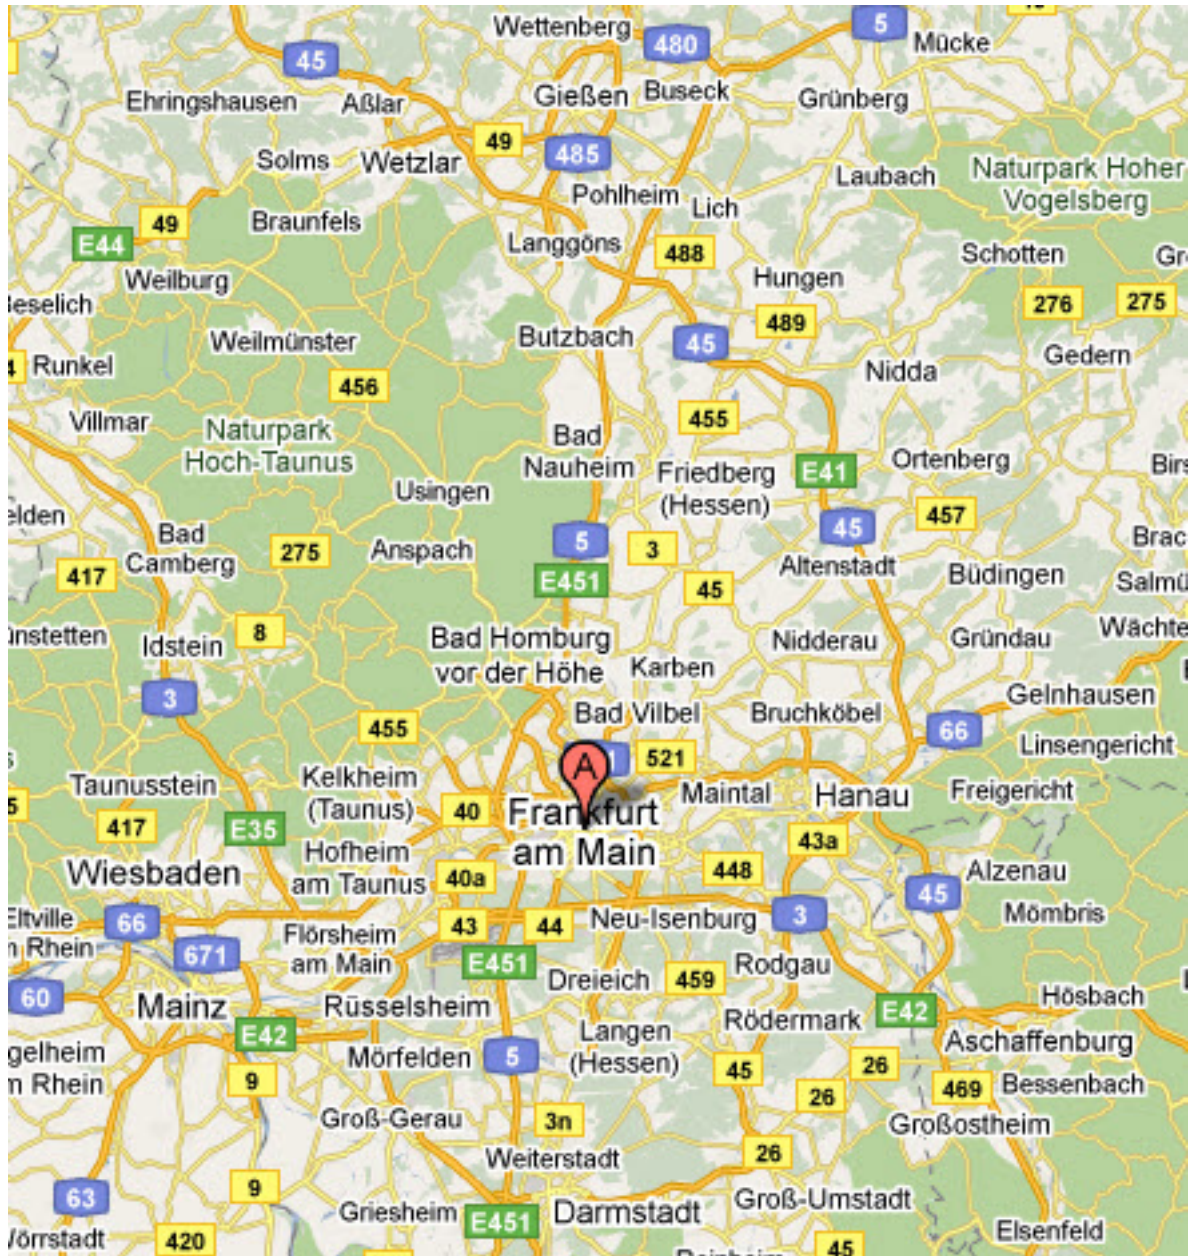 Wettenberg
480
5
Mücke
45
Ehringshausen
Aßlar
Gießen
Buseck
Grünberg
49
485
Solms
Wetzlar
Pohlheim
Laubach
Naturpark Hoher
Vogelsberg
49
Braunfels
Lich
E44
Langgöns
488
Schotten
Weilburg
Hungen
276
275
489
Butzbach
45
Weilmünster
Gedern
Runkel
456
Nidda
Villmar
455
Naturpark
Hoch-Taunus
Bad
Nauheim
Friedberg
(Hessen)
E41
Ortenberg
Usingen
457
45
5
3
Bad
Camberg
275
Anspach
Altenstadt
417
E451
45
Büdingen
8
Idstein
Bad Homburg
vor der Höhe
Nidderau
Gründau
Karben
3
Gelnhausen
455
Bad Vilbel
Bruchköbel
66
Linsengericht
521
A
Taunusstein
Kelkheim
(Taunus)
40
Frankfurt
am Main
Maintal
Hanau
Freigericht
417
E35
43a
Hofheim
am Taunus
40a
448
Alzenau
Wiesbaden
45
66
43
44
Neu-Isenburg
3
Mömbris
Eltville
671
Flörsheim
am Main
E451
Dreieich
459
Rodgau
60
Mainz
Rüsselsheim
Rödermark
E42
Hösbach
E42
Langen
(Hessen)
Aschaffenburg
Mörfelden
5
45
26
9
26
469
Bessenbach
Groß-Gerau
3n
Großostheim
Weiterstadt
26
63
9
Griesheim
E451
Darmstadt
Groß-Umstadt
Elsenfeld
420
45